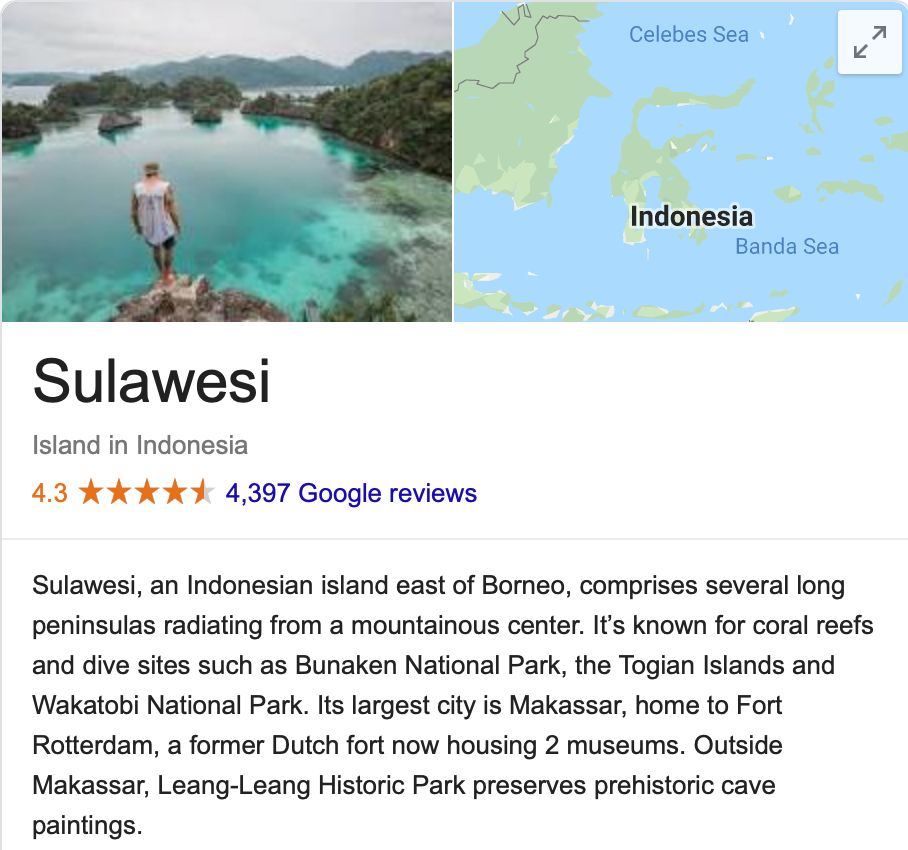 Celebes Sea
Indonesia
Banda Sea
Sulawesi
Island in Indonesia
4.3 4,397 Google reviews
Sulawesi, an Indonesian island east of Borneo, comprises several long
peninsulas radiating from a mountainous center. It’s known for coral reefs
and dive sites such as Bunaken National Park, the Togian Islands and
Wakatobi National Park. Its largest city is Makassar, home to Fort
Rotterdam, a former Dutch fort now housing 2 museums. Outside
Makassar, Leang-Leang Historic Park preserves prehistoric cave
paintings.